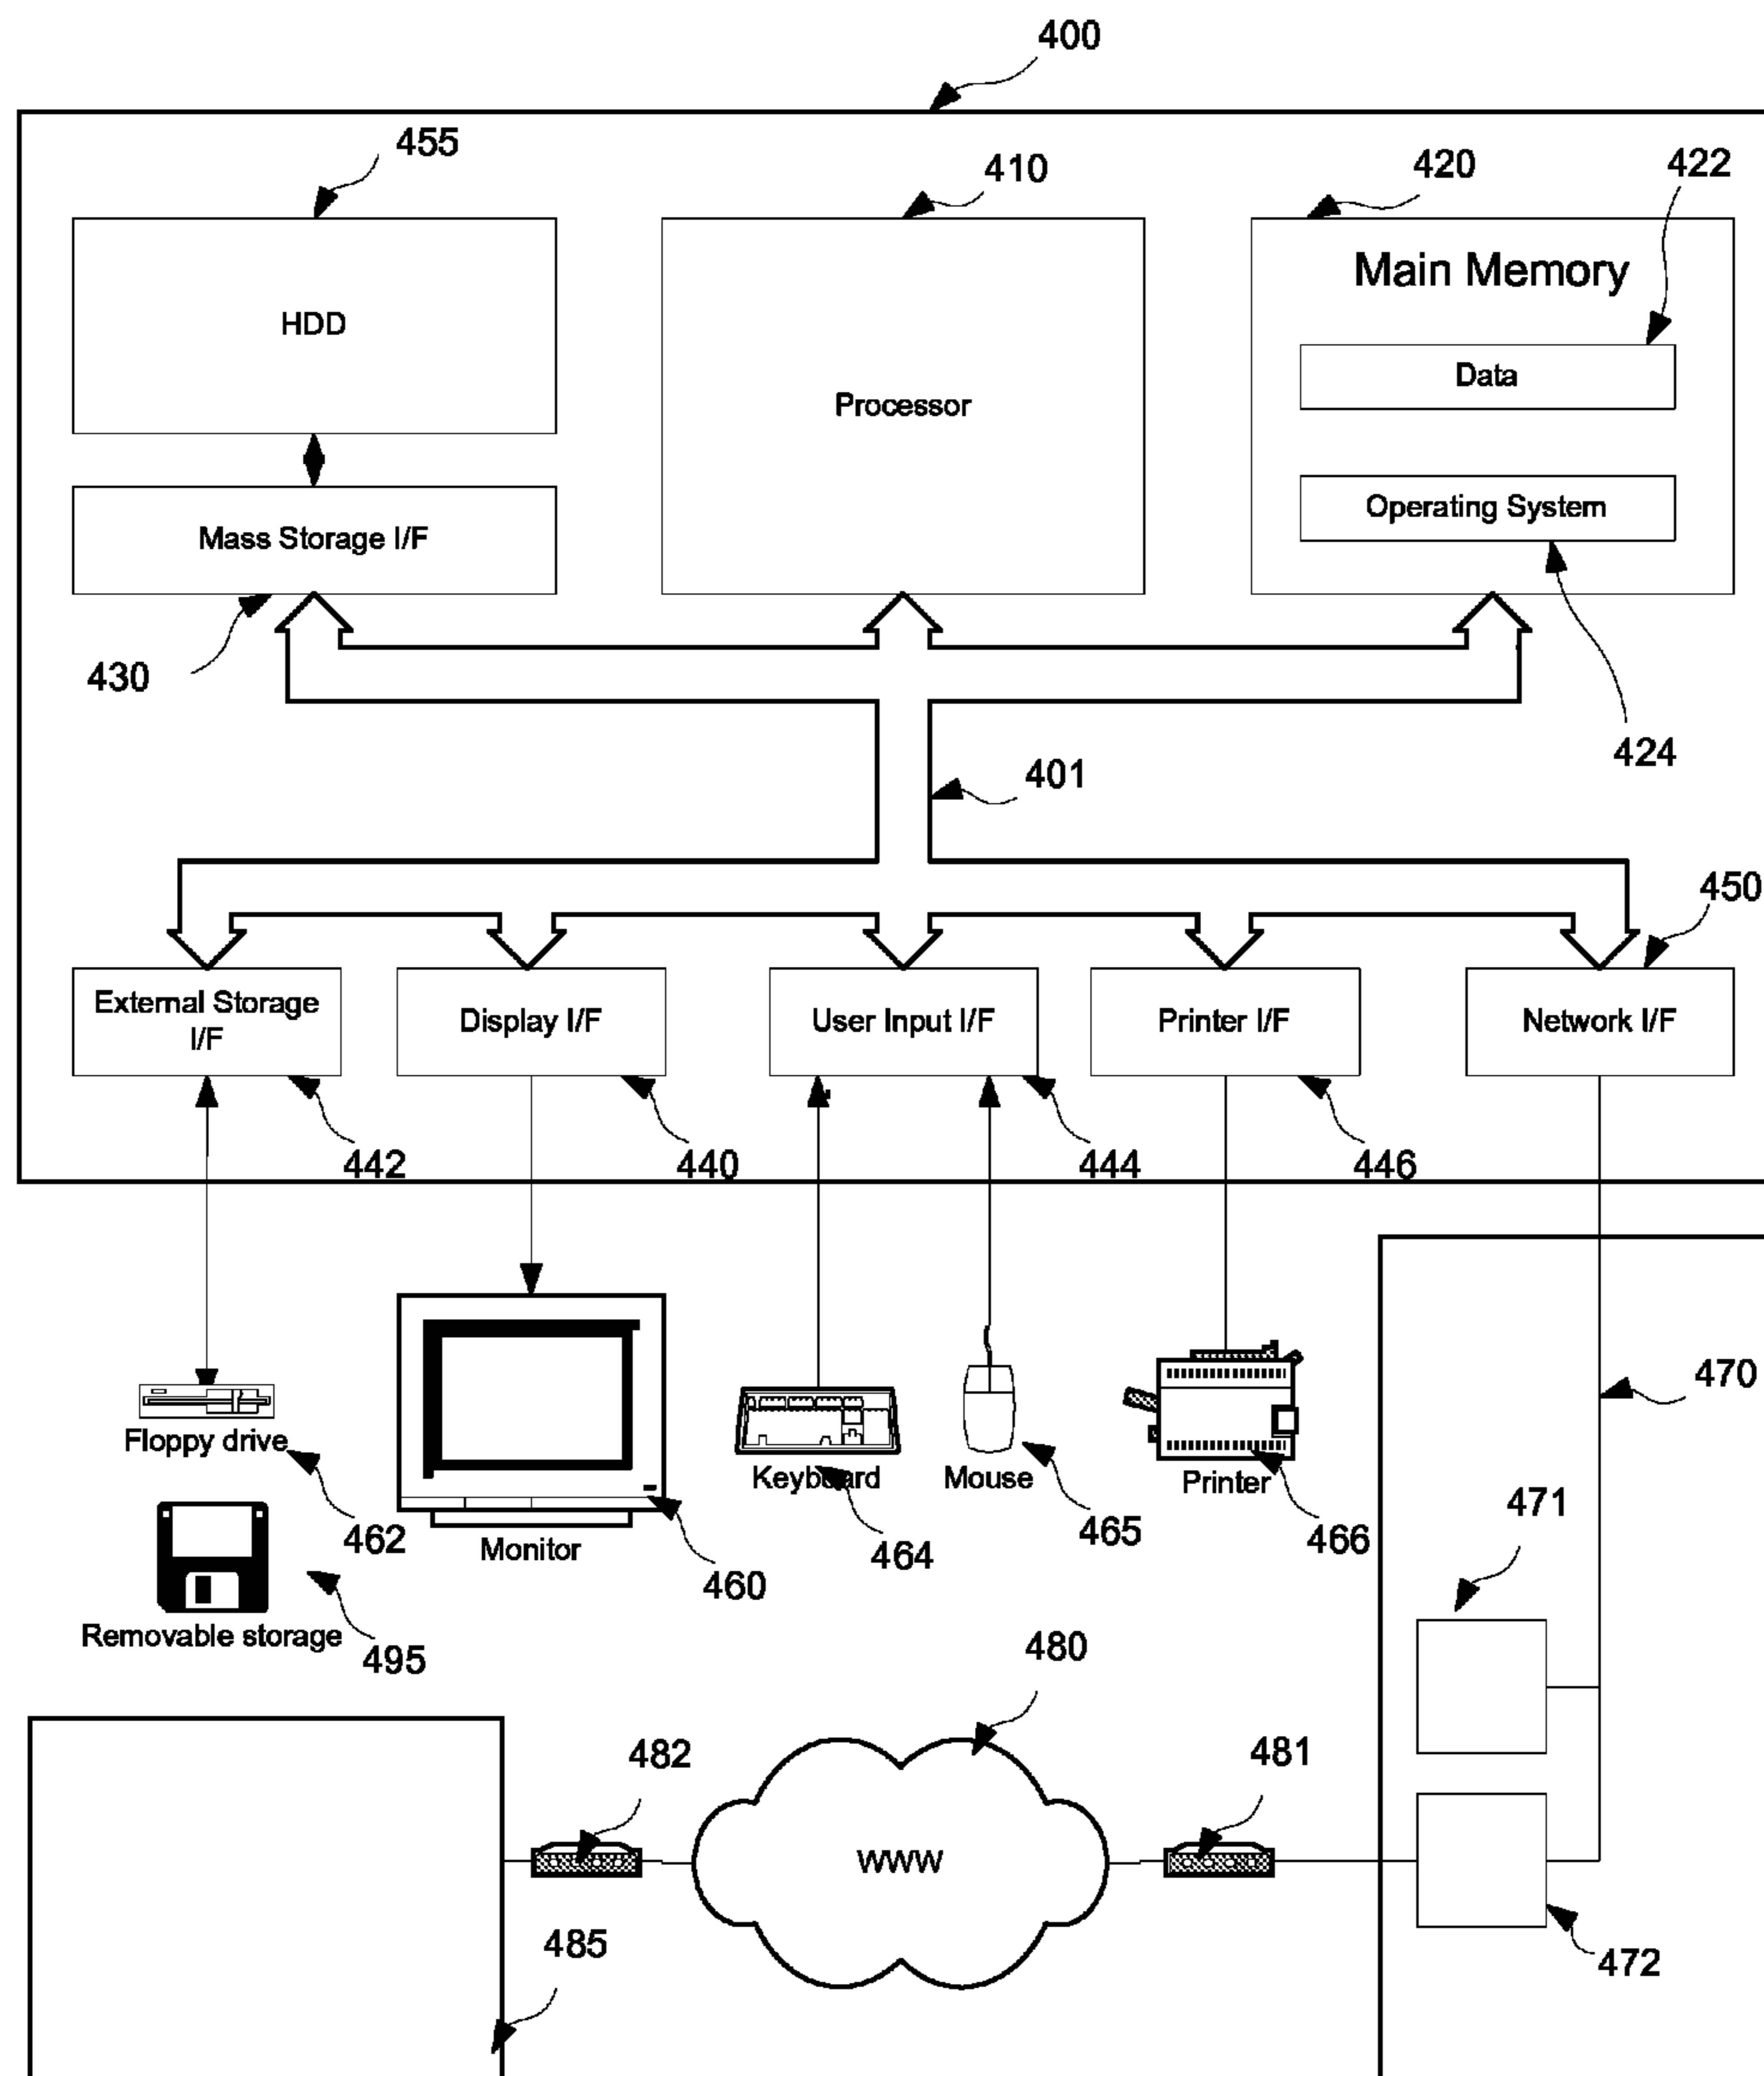 400
455
410
420
422
HDD
Processor
Main Memory
Data
Operating System
Mass Storage I/F
430
424
401
450
External Storage
I/F
Display I/F
User Input I/F
Printer I/F
Network I/F
442
440
444
446
470
Floppy drive
Keyboard
Mouse
Printer
471
462
Monitor
460
464
465
466
Removable storage
495
480
482
481
WWW
485
472